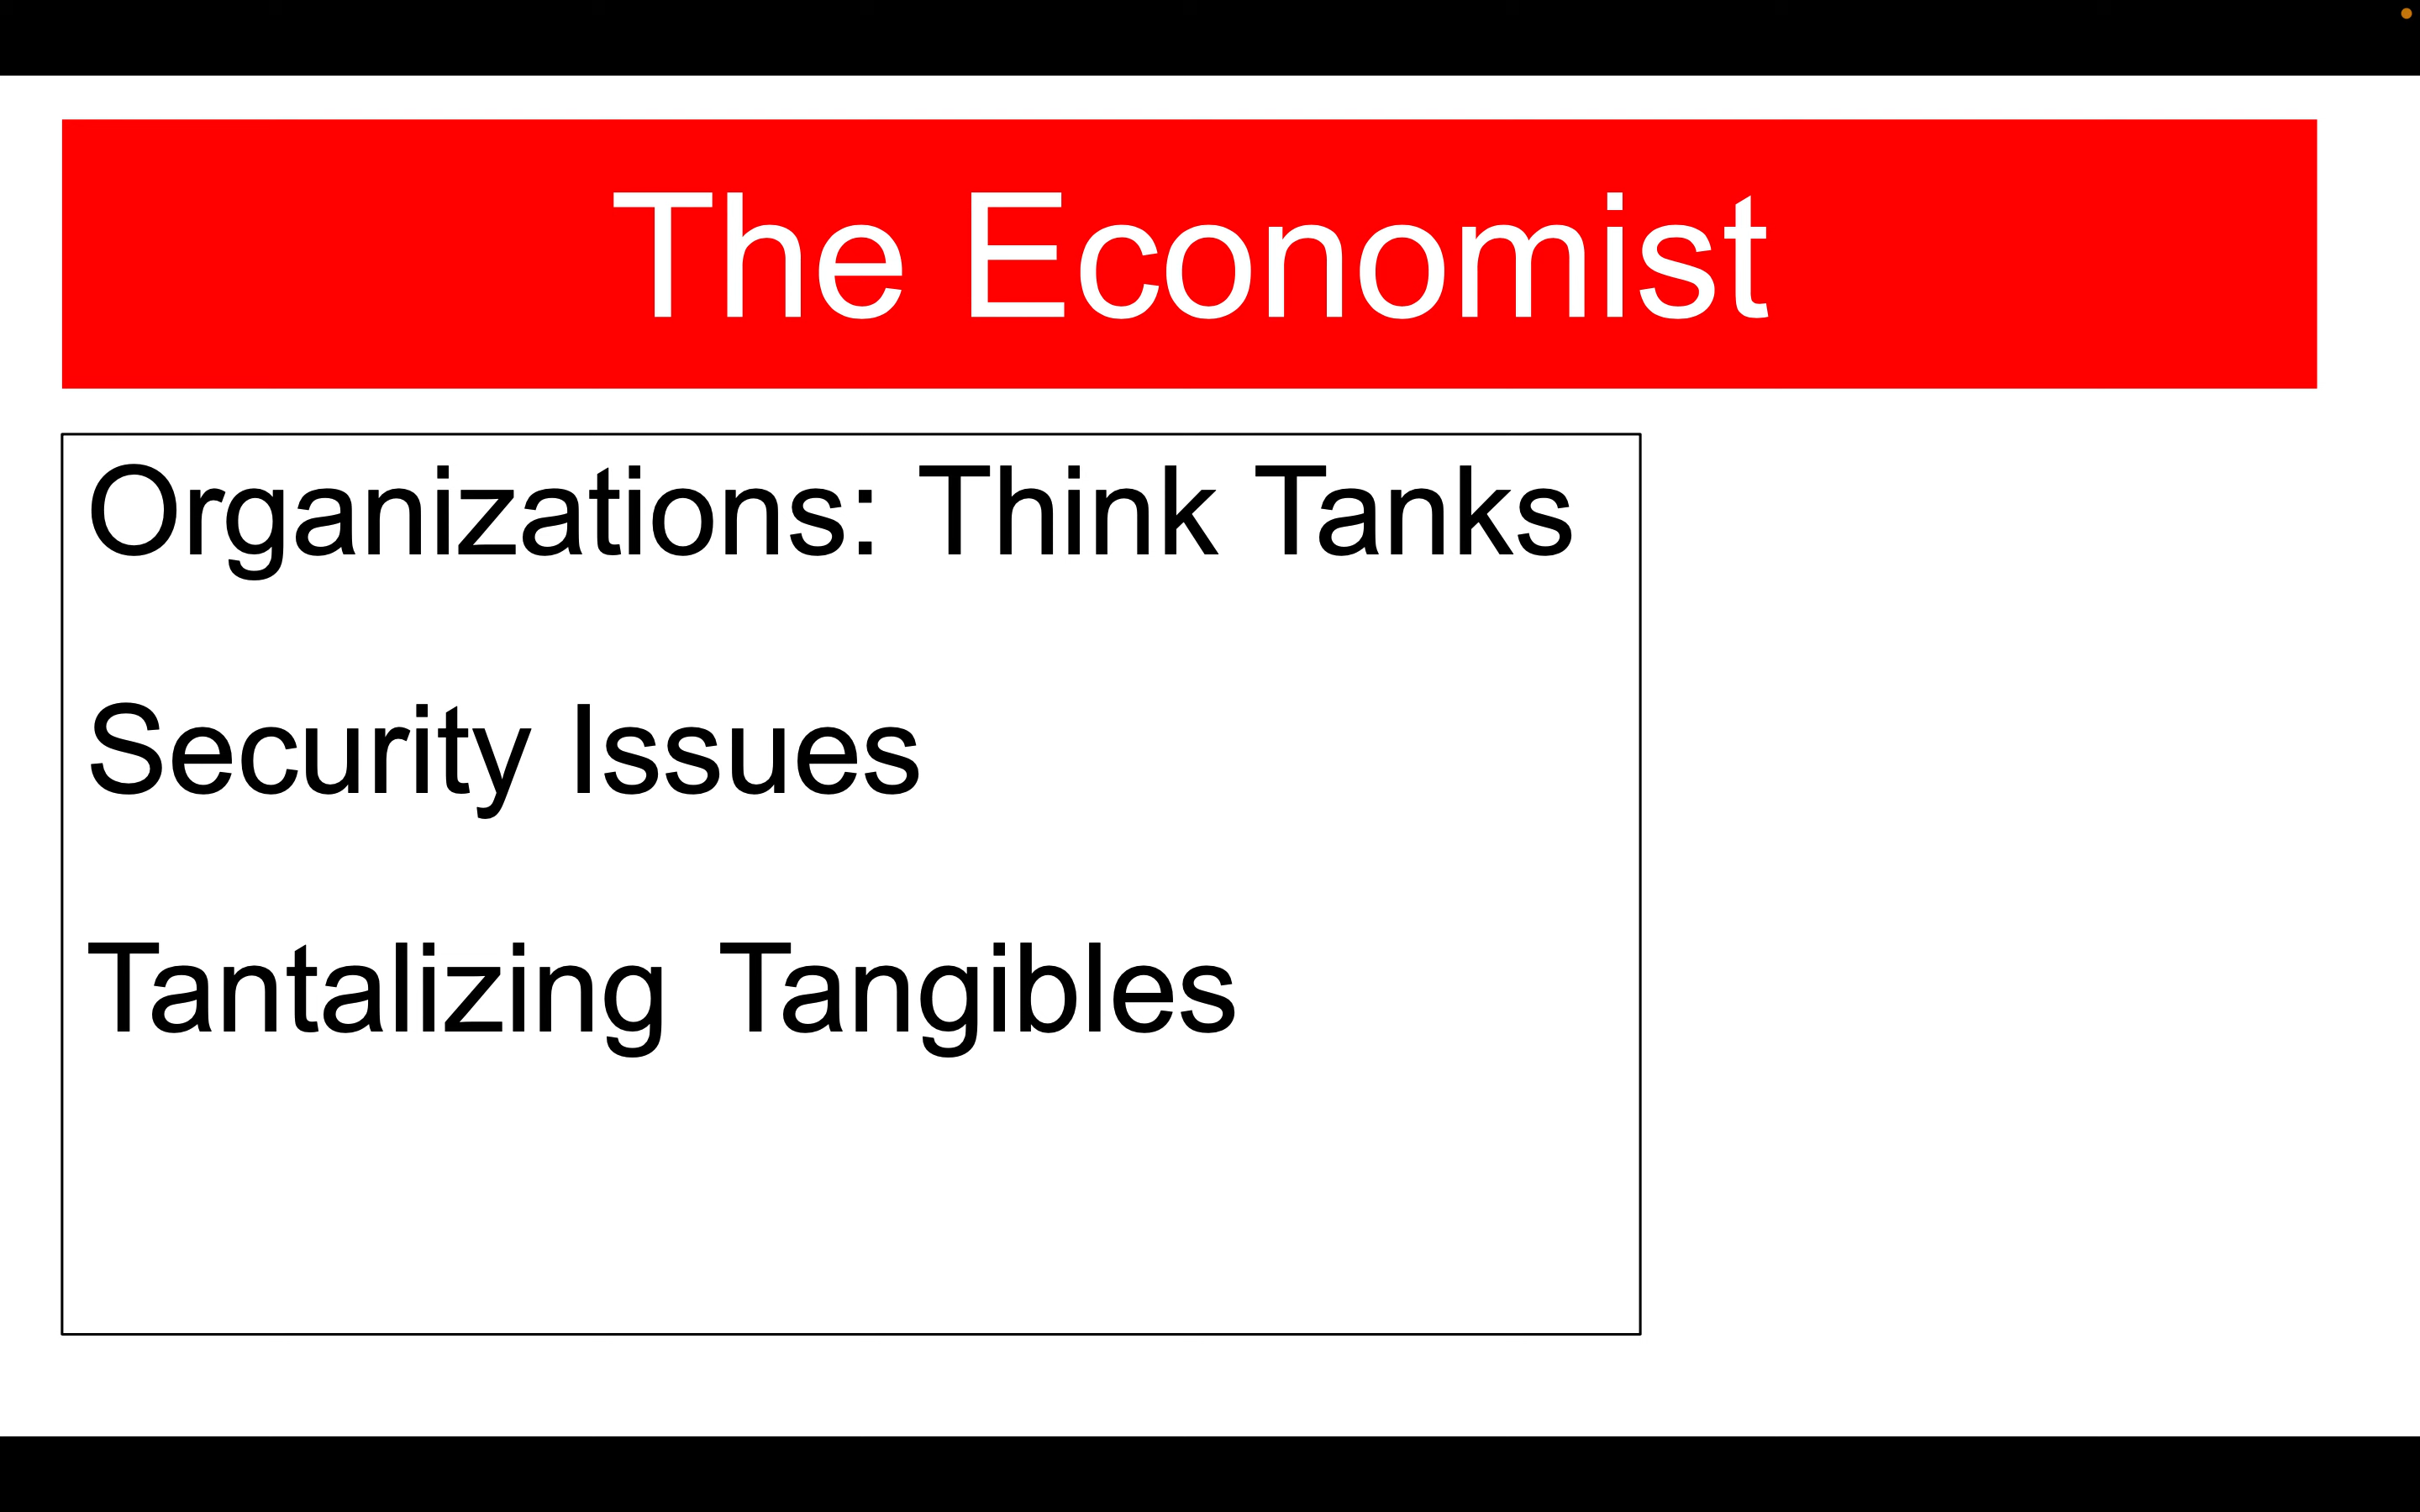 The Economist
Organizations: Think Tanks
Security Issues
Tantalizing  Tangibles